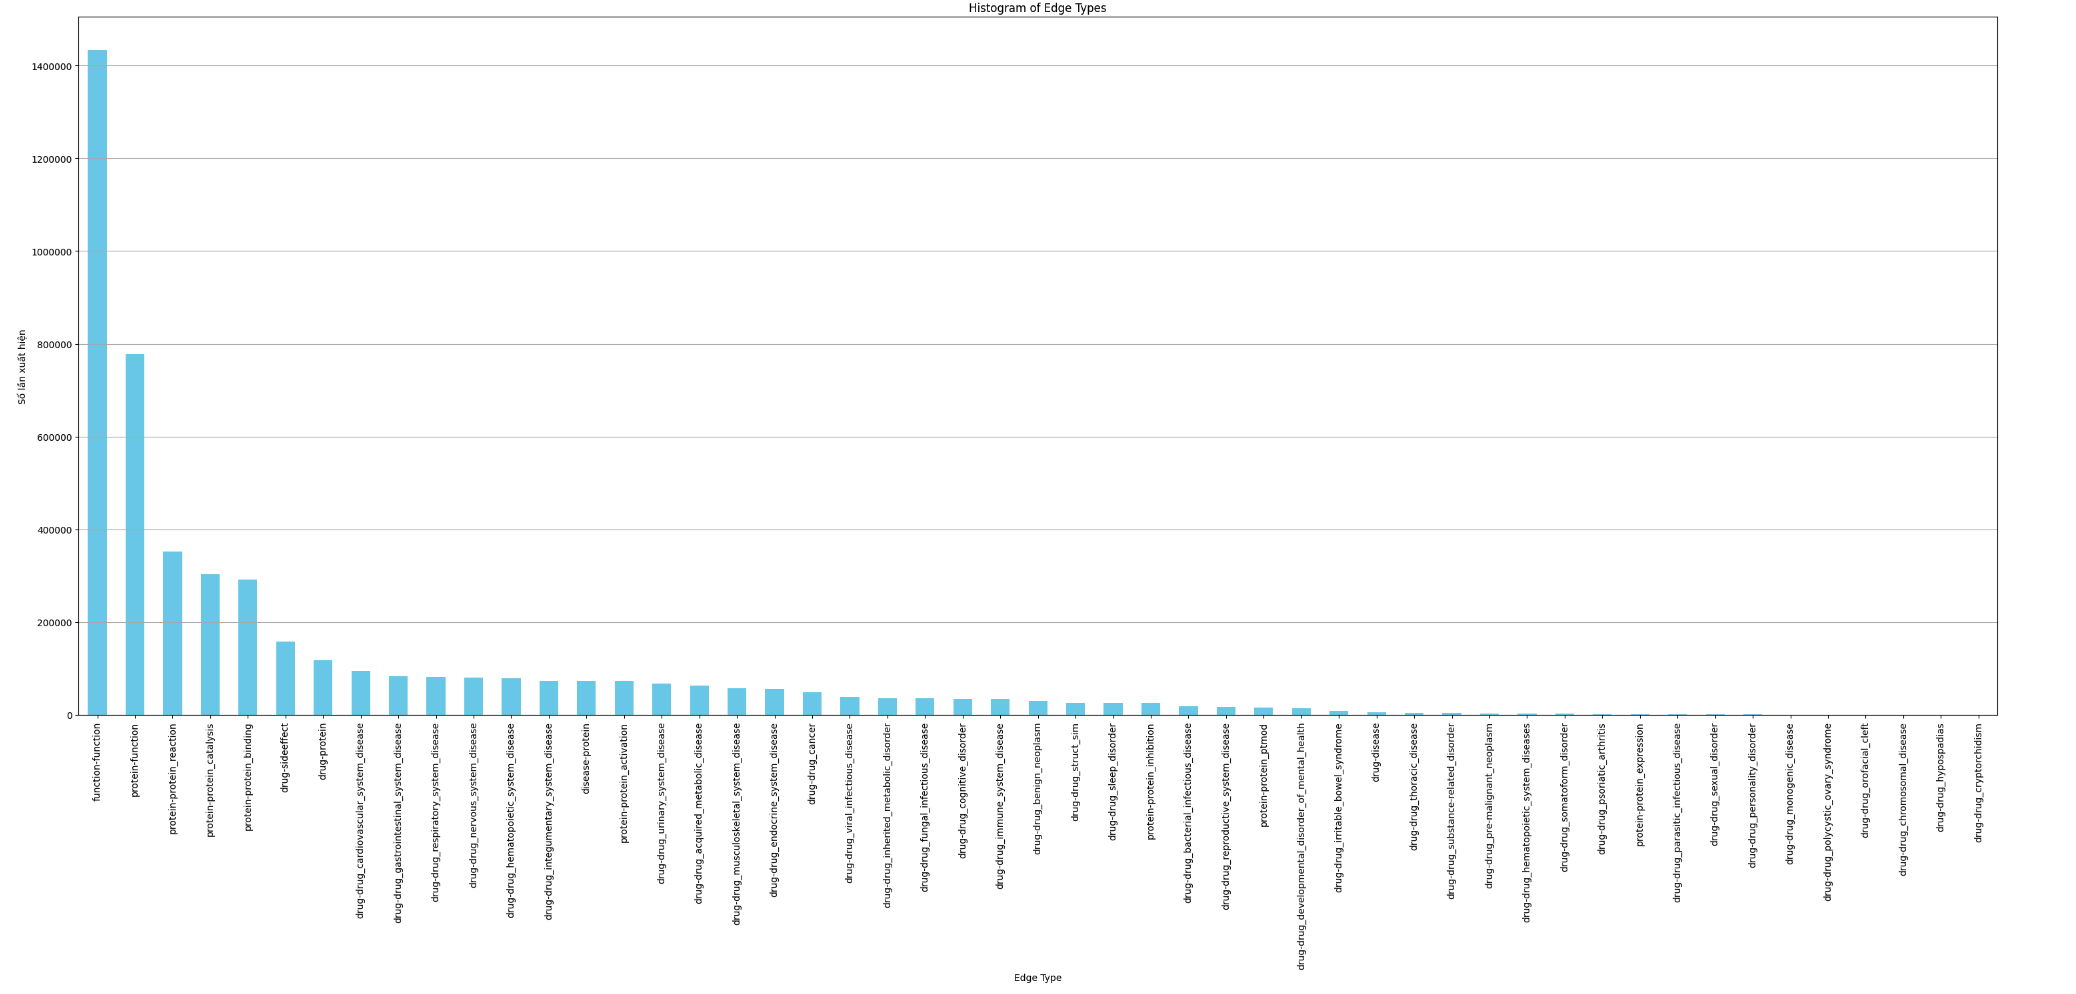 Histogram of Edge Types
1400000
1200000
1000000
800000
600000
400000
200000
0
Số lần xuất hiện
function-function
protein-function
protein-protein_reaction
protein-protein_catalysis
protein-protein_binding
drug-sideeffect
drug-protein
drug-drug_cardiovascular_system_disease
drug-drug_gastrointestinal_system_disease
drug-drug_respiratory_system_disease
drug-drug_nervous_system_disease
drug-drug_hematopoietic_system_disease
drug-drug_integumentary_system_disease
disease-protein
protein-protein_activation
drug-drug_urinary_system_disease
drug-drug_acquired_metabolic_disease
drug-drug_musculoskeletal_system_disease
drug-drug_endocrine_system_disease
drug-drug_cancer
drug-drug_viral_infectious_disease
drug-drug_inherited_metabolic_disorder
drug-drug_fungal_infectious_disease
drug-drug_cognitive_disorder
drug-drug_immune_system_disease
drug-drug_benign_neoplasm
drug-drug_struct_sim
drug-drug_sleep_disorder
protein-protein_inhibition
drug-drug_bacterial_infectious_disease
drug-drug_reproductive_system_disease
protein-protein_ptmod
drug-drug_developmental_disorder_of_mental_health
drug-drug_irritable_bowel_syndrome
drug-disease
drug-drug_thoracic_disease
drug-drug_substance-related_disorder
drug-drug_pre-malignant_neoplasm
drug-drug_hematopoietic_system_diseases
drug-drug_somatoform_disorder
drug-drug_psoriatic_arthritis
protein-protein_expression
drug-drug_parasitic_infectious_disease
drug-drug_sexual_disorder
drug-drug_personality_disorder
drug-drug_monogenic_disease
drug-drug_polycystic_ovary_syndrome
drug-drug_orofacial_cleft
drug-drug_chromosomal_disease
drug-drug_hypospadias
drug-drug_cryptorchidism
Edge Type